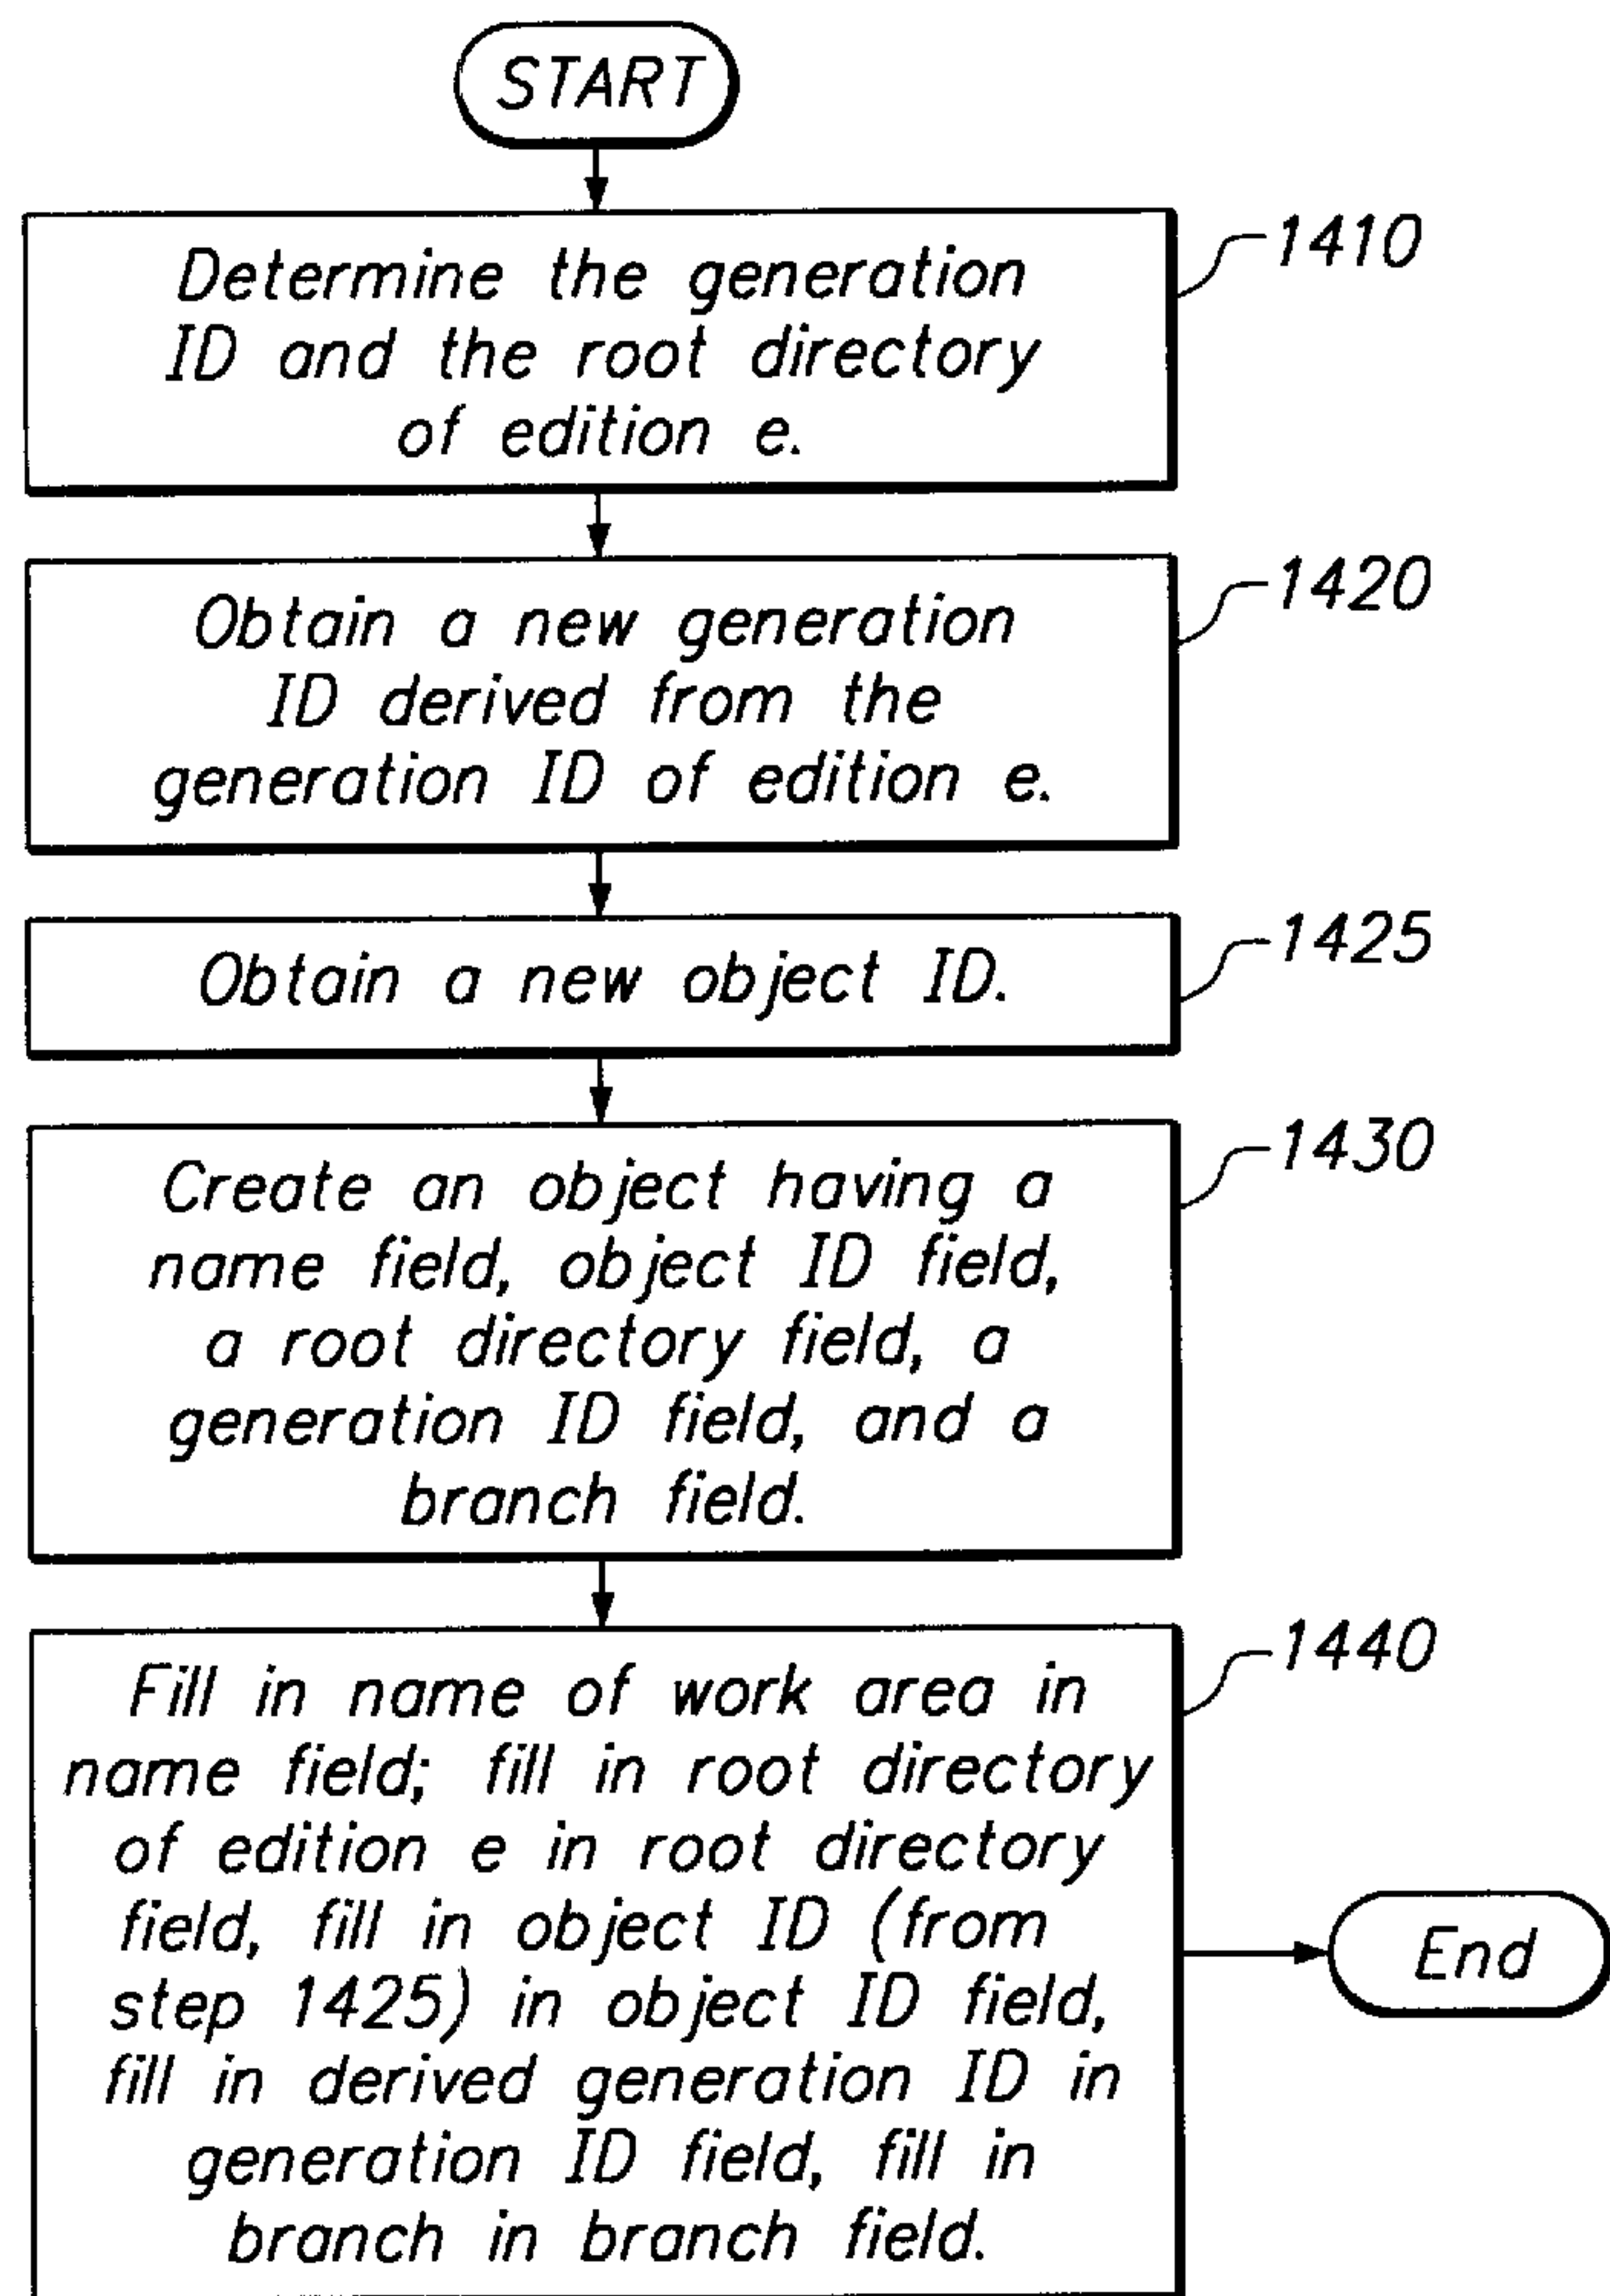 START
1410
Determine the generation
ID and the root directory
of edition e.
1420
Obtain a new generation
ID derived from the
generation ID of edition e.
1425
Obtain a new object ID.
1430
Create an object having a
name field, object ID field,
a root directory field, a
generation ID field, and a
branch field.
1440
Fill in name of work area in
name field; fill in root directory
of edition e in root directory
field, fill in object ID (from
step 1425) in object ID field,
fill in derived generation ID in
generation ID field, fill in
branch in branch field.
End